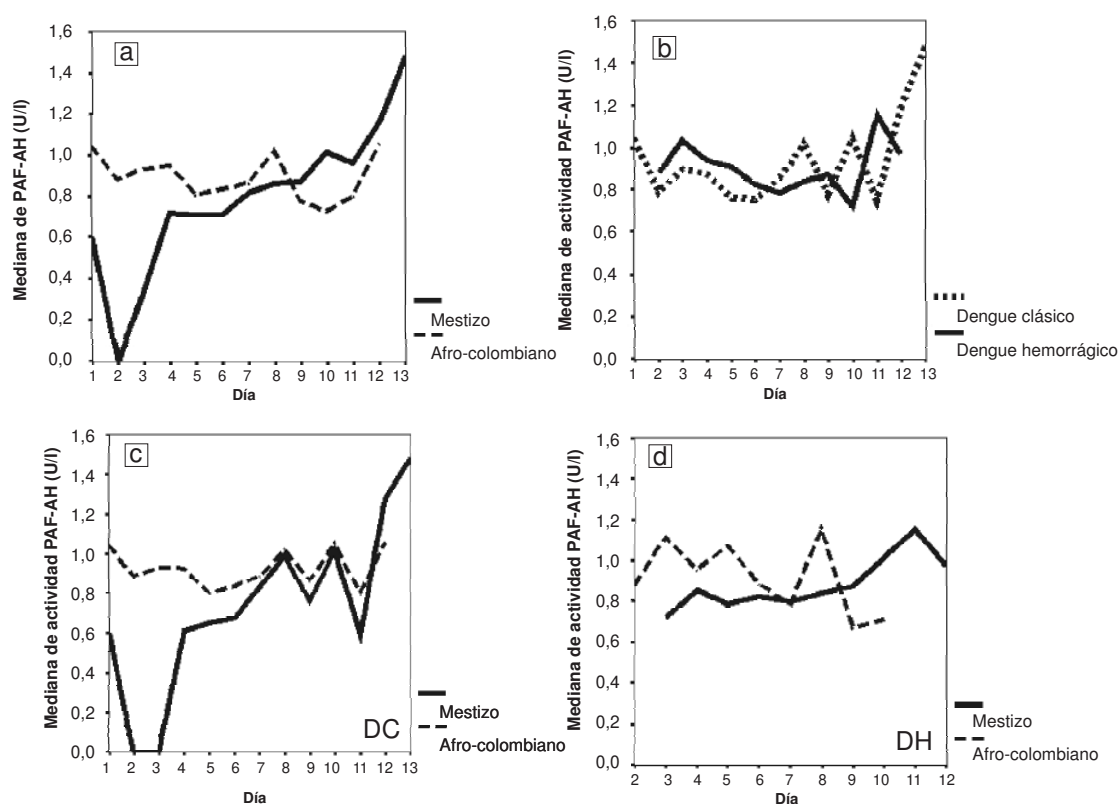 a
Mediana de PAF-AH (U/l)
1,6
1,4
1,2
1,0
0,8
0,6
0,4
0,2
0,0
1 2 3 4 5 6 7 8 9 10 11 12 13
Día
Mestizo
Afro-colombiano
b
Mediana de actividad PAF-AH (U/l)
1,6
1,4
1,2
1,0
0,8
0,6
0,4
0,2
0,0
1 2 3 4 5 6 7 8 9 10 11 12 13
Día
Dengue clásico
Dengue hemorrágico
c
Mediana de actividad PAF-AH (U/l)
1,6
1,4
1,2
1,0
0,8
0,6
0,4
0,2
0,0
1 2 3 4 5 6 7 8 9 10 11 12 13
Día
DC
Mestizo
Afro-colombiano
d
Mediana de actividad PAF-AH (U/l)
1,6
1,4
1,2
1,0
0,8
0,6
0,4
0,2
0,0
2 3 4 5 6 7 8 9 10 11 12
Día
DH
Mestizo
Afro-colombiano